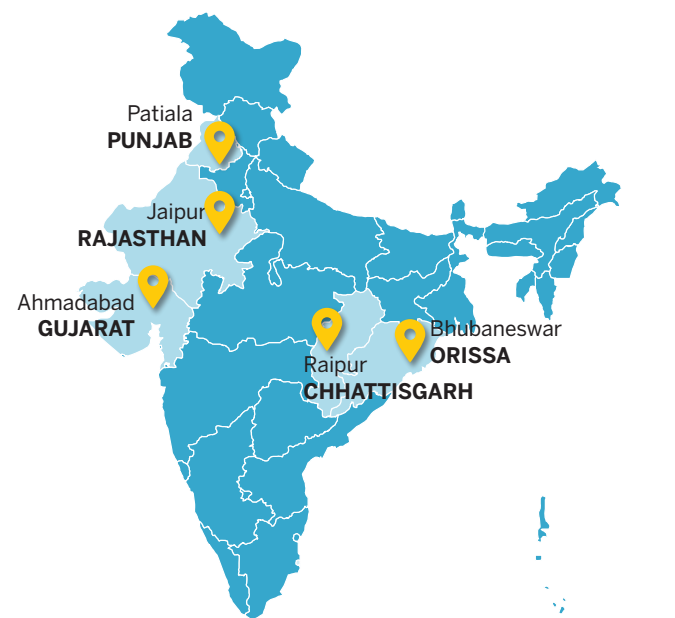 Patiala
PUNJAB
Jaipur
RAJASTHAN
Ahmadabad
GUJARAT
Bhubaneswar
ORISSA
Raipur
CHHATTISGARH